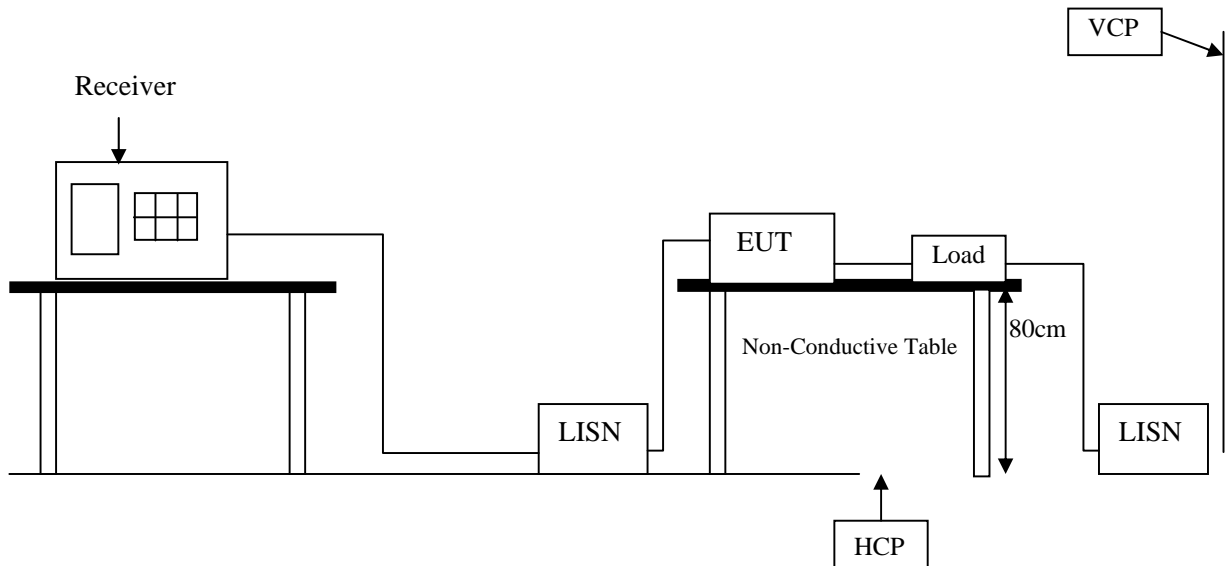 VCP
Receiver
EUT
Load
80cm
Non-Conductive Table
LISN
LISN
HCP